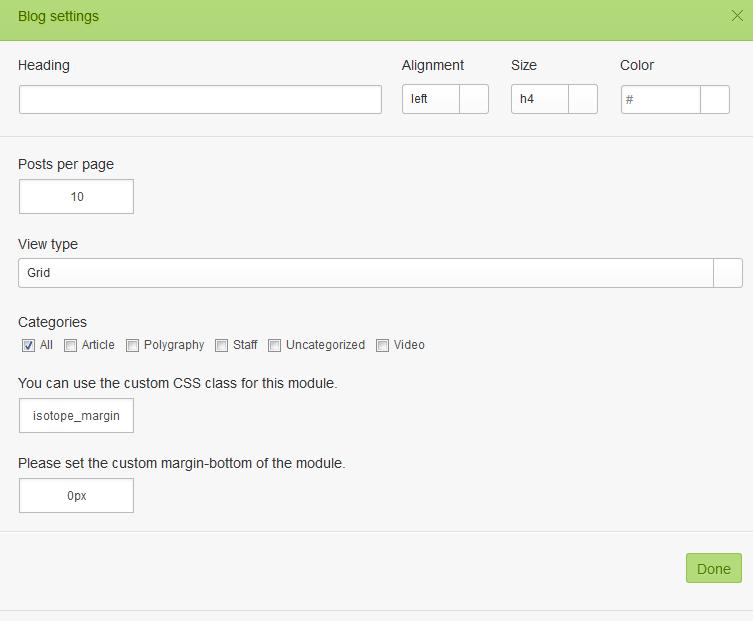 Blog settings
Heading Alignment Size Color
left h4 #
Posts per page
10
View type
Grid
Categories
All Article Polygraphy Staff Uncategorized Video
You can use the custom CSS class for this module.
isotope_margin
Please set the custom margin-bottom of the module.
0px
Done